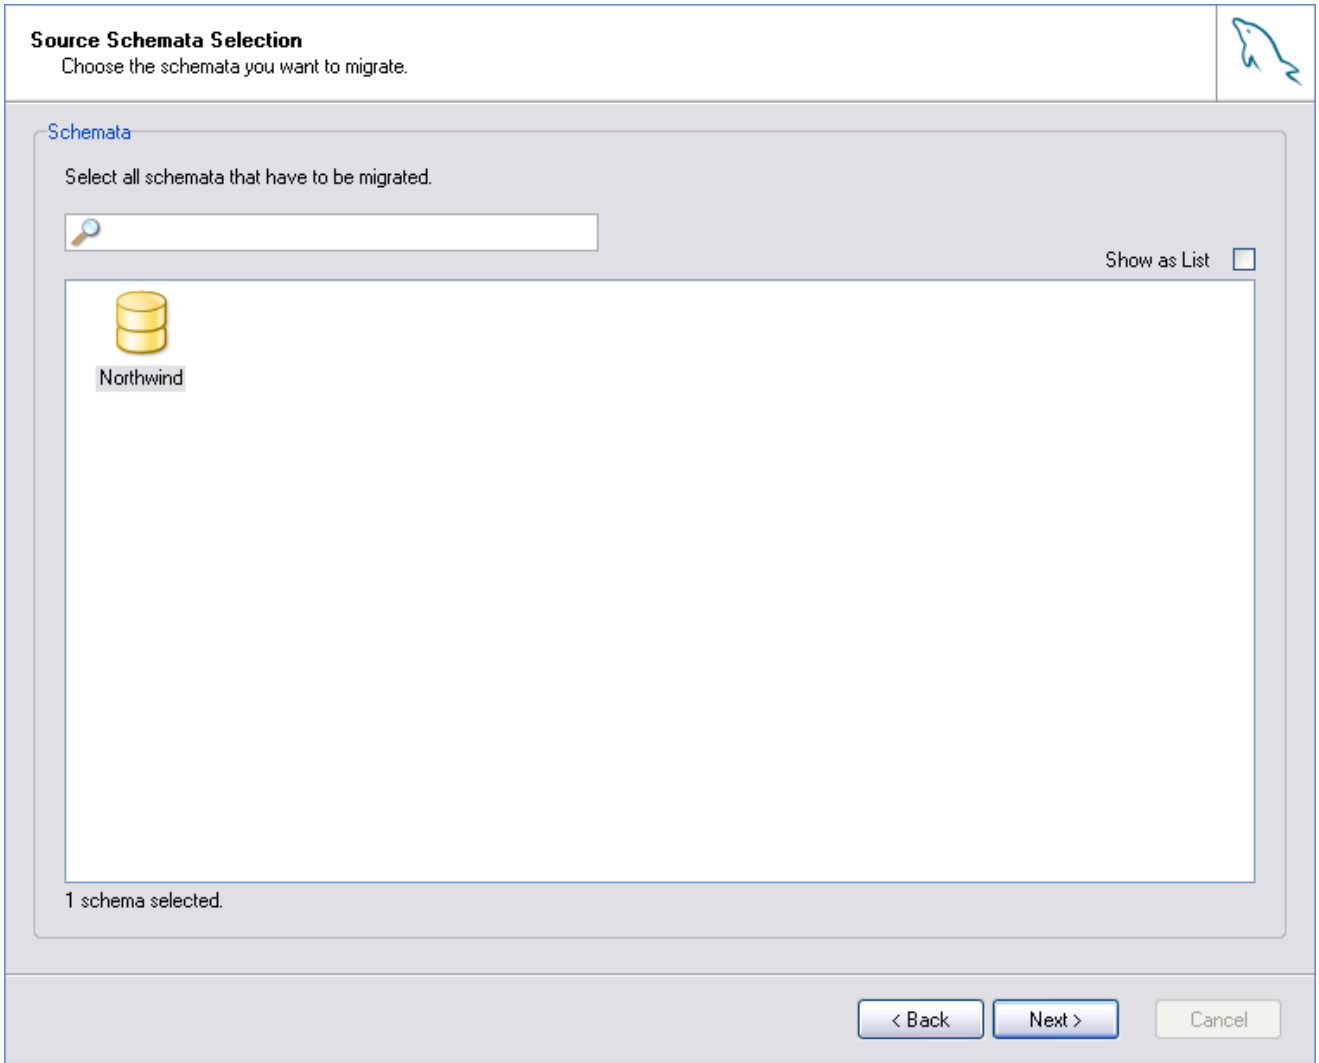 Source Schemata Selection
Choose the schemata you want to migrate.
Schemata
Select all schemata that have to be migrated.
Show as List
Northwind
1 schema selected.
< Back
Next >
Cancel